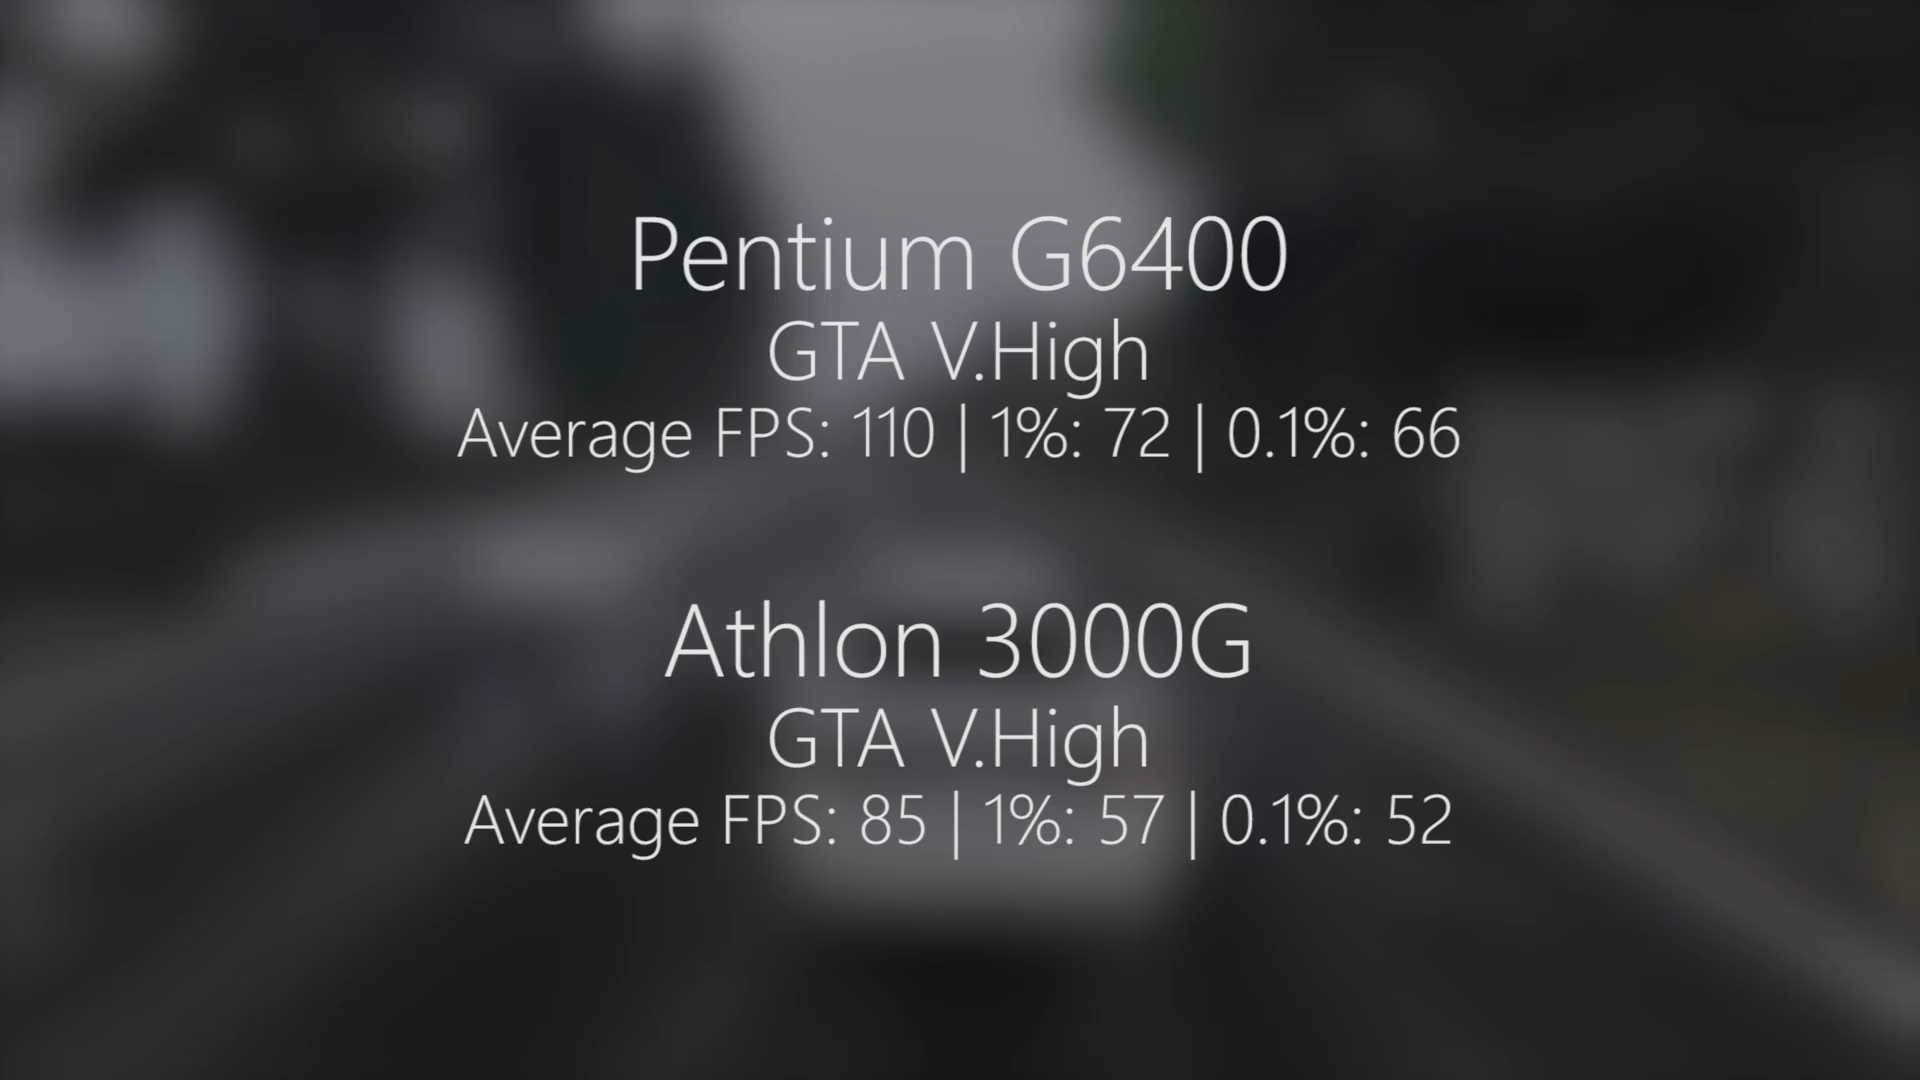 Pentium G6400
GTA V.High
Average FPS: 110 | 1%: 72 | 0.1%: 66
Athlon 3000G
GTA V.High
Average FPS: 85 | 1%: 57 | 0.1%: 52